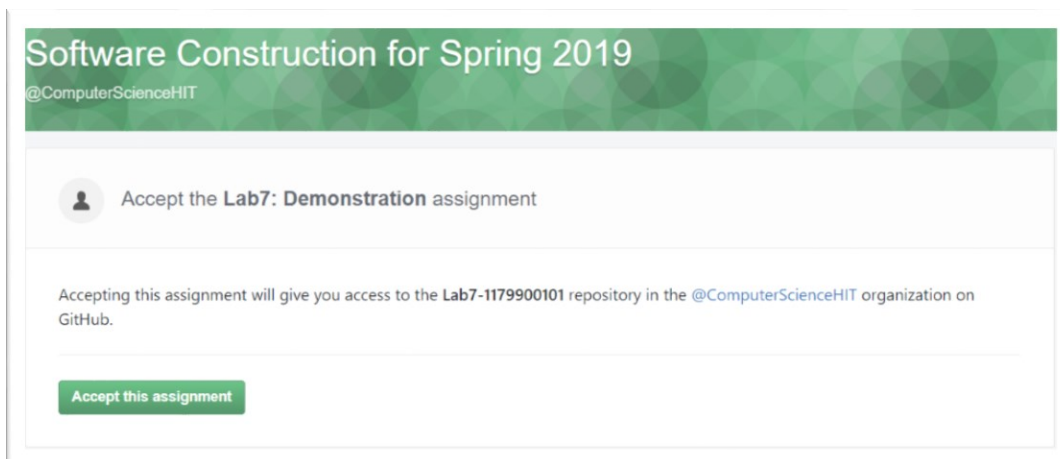 Software Construction for Spring 2019
@ComputerScienceHIT
Accept the Lab7: Demonstration assignment
Accepting this assignment will give you access to the Lab7-1179900101 repository in the @ComputerScienceHIT organization on
GitHub.
Accept this assignment